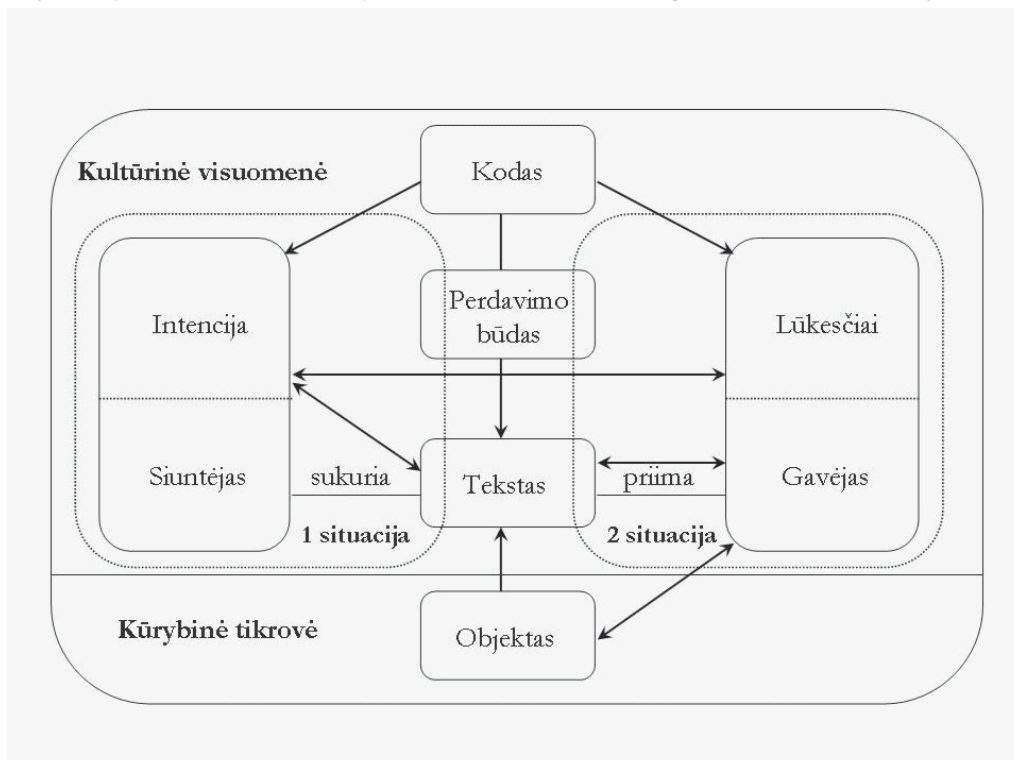 Kultūrinė visuomenė
Kodas
Intencija
Perdavimo
būdas
Lūkesčiai
Siuntėjas
sukuria
Tekstas
priima
Gavėjas
1 situacija
2 situacija
Kūrybinė tikrovė
Objektas